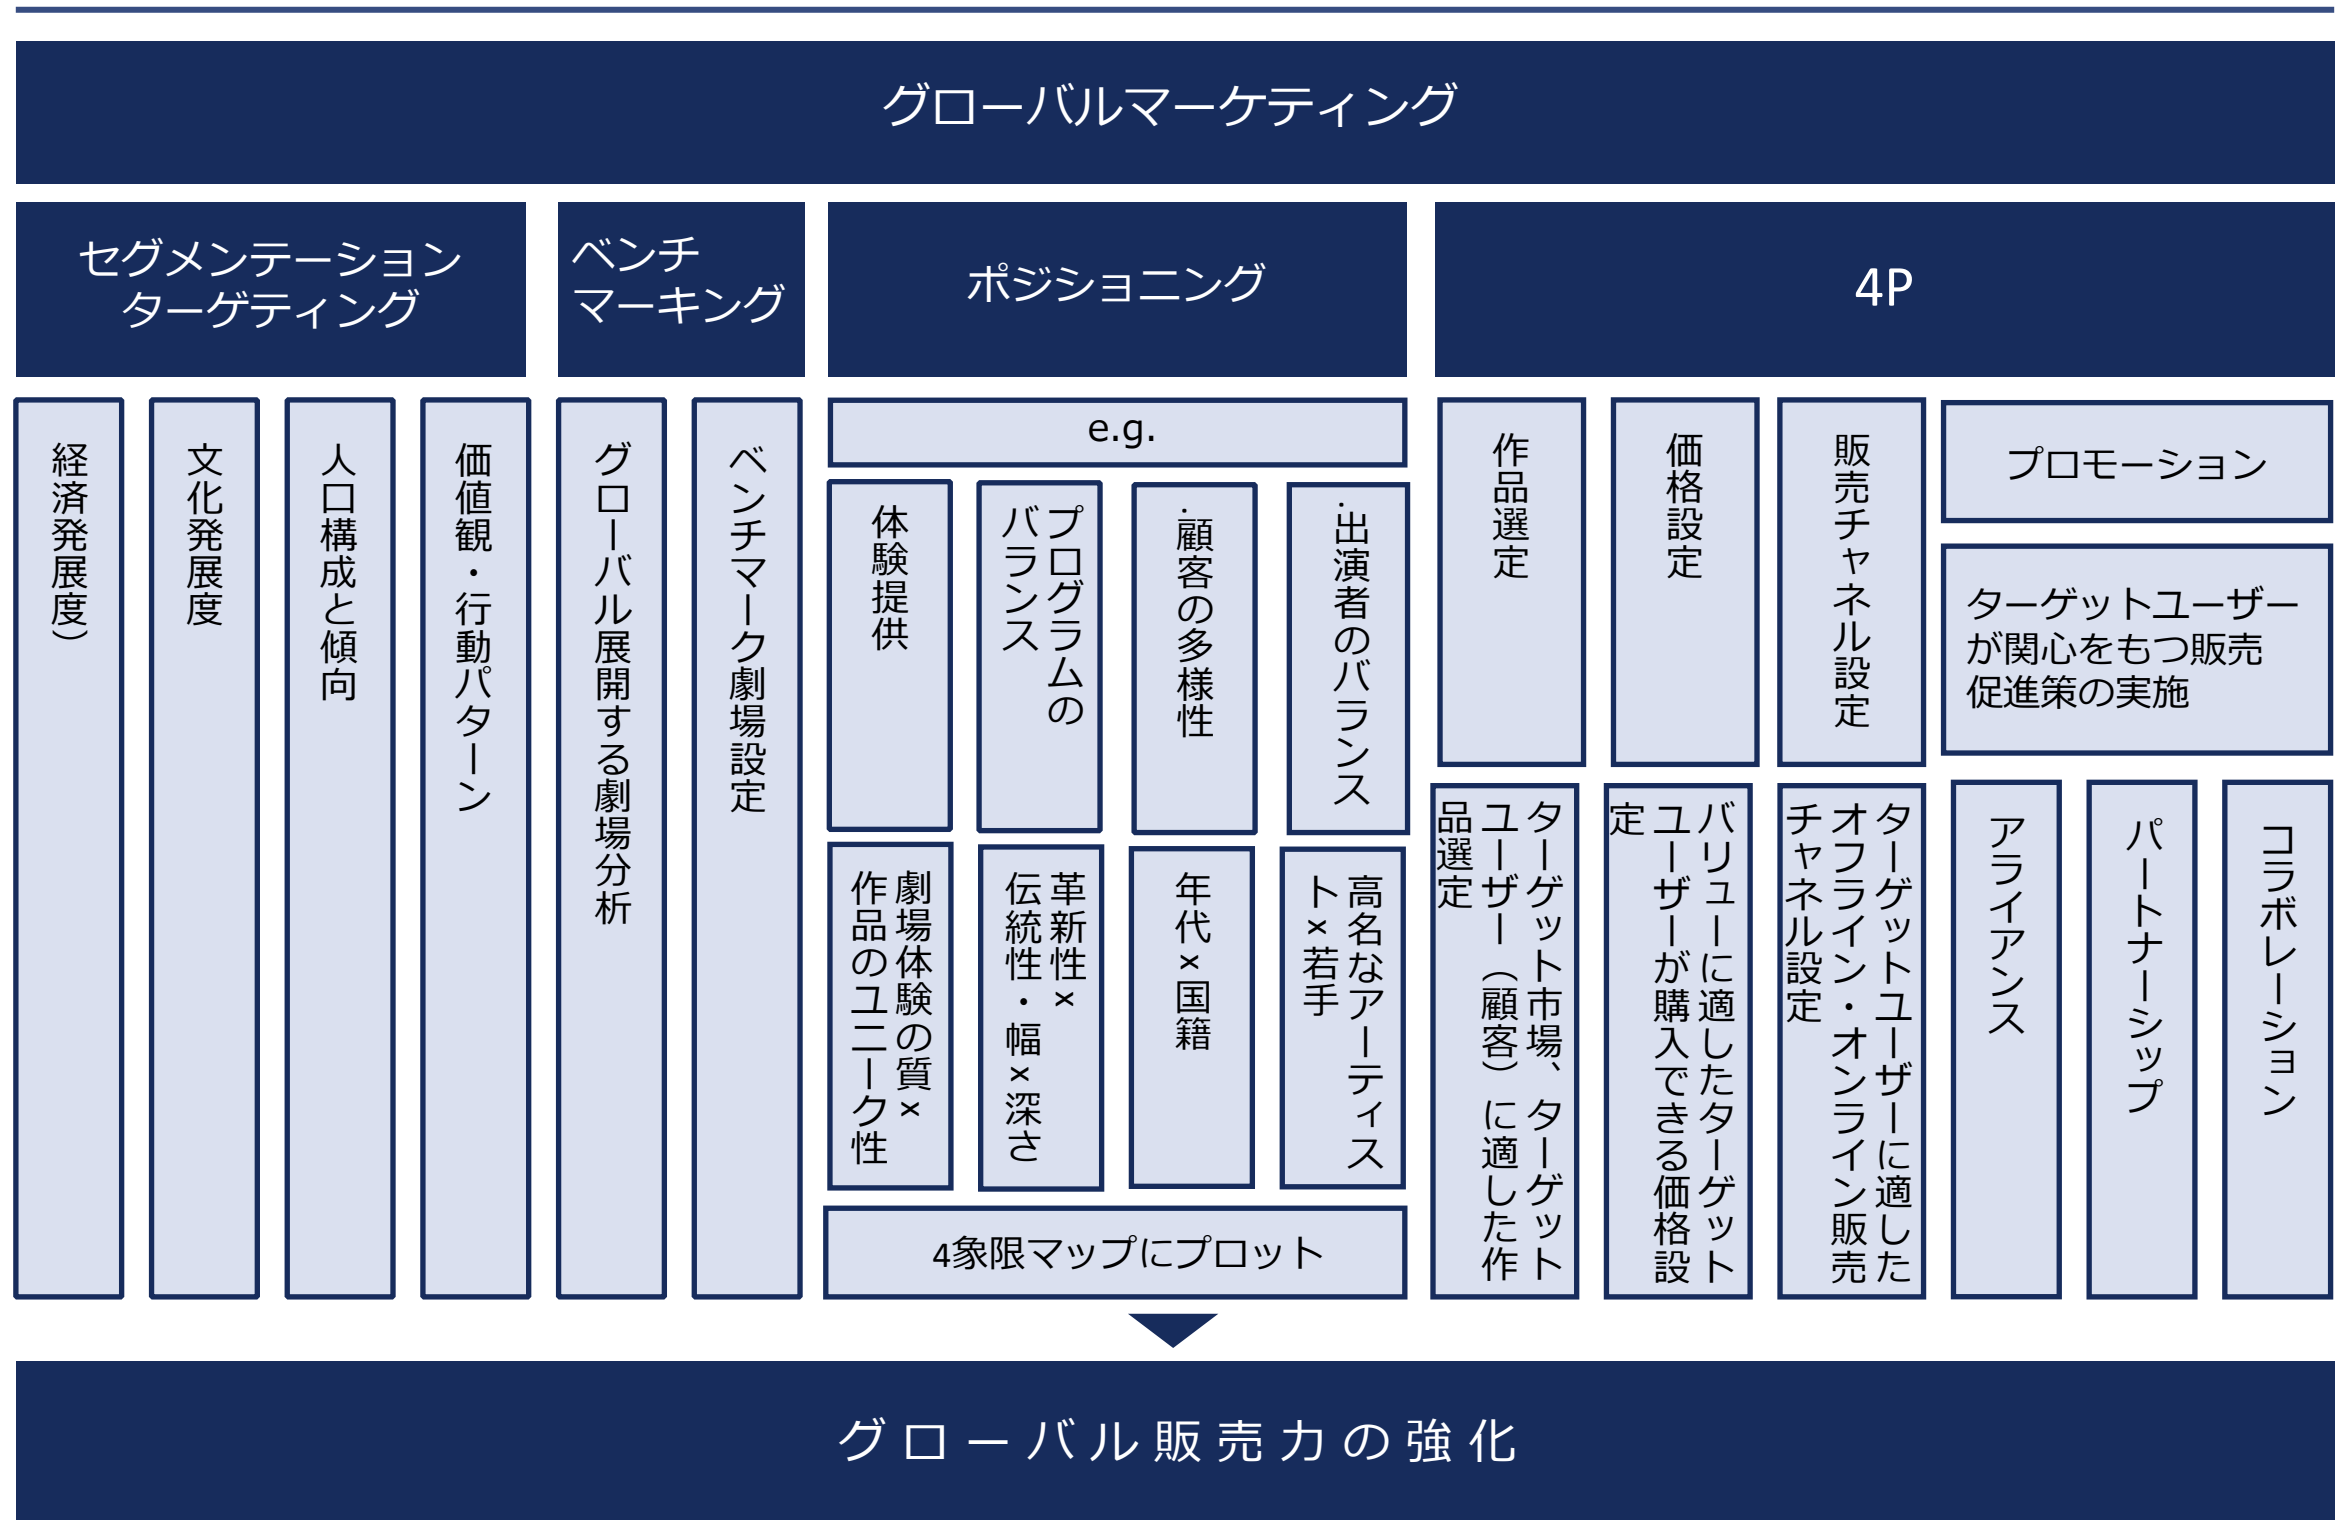 グローバルマーケティング
セグメンテーション
ターゲティング
ベンチ
マーキング
ポジショニング
4P
経済発展度）
文化発展度
人口構成と傾向
価値観・行動パターン
グローバル展開する劇場分析
ベンチマーク劇場設定
e.g.
体験提供
プログラムの
バランス
.顧客の多様性
.出演者のバランス
劇場体験の質x
作品のユニーク性
革新性x
伝統性・幅x深さ
年代x国籍
高名なアーティス
トx若手
4象限マップにプロット
作品選定
価格設定
販売チャネル設定
プロモーション
ターゲットユーザー
が関心をもつ販売
促進策の実施
ターゲット市場、ターゲット
ユーザー（顧客）に適した作
品選定
バリューに適したターゲット
ユーザーが購入できる価格設
定
ターゲットユーザーに適した
オフライン・オンライン販売
チャネル設定
アライアンス
パートナーシップ
コラボレーション
グローバル販売力の強化